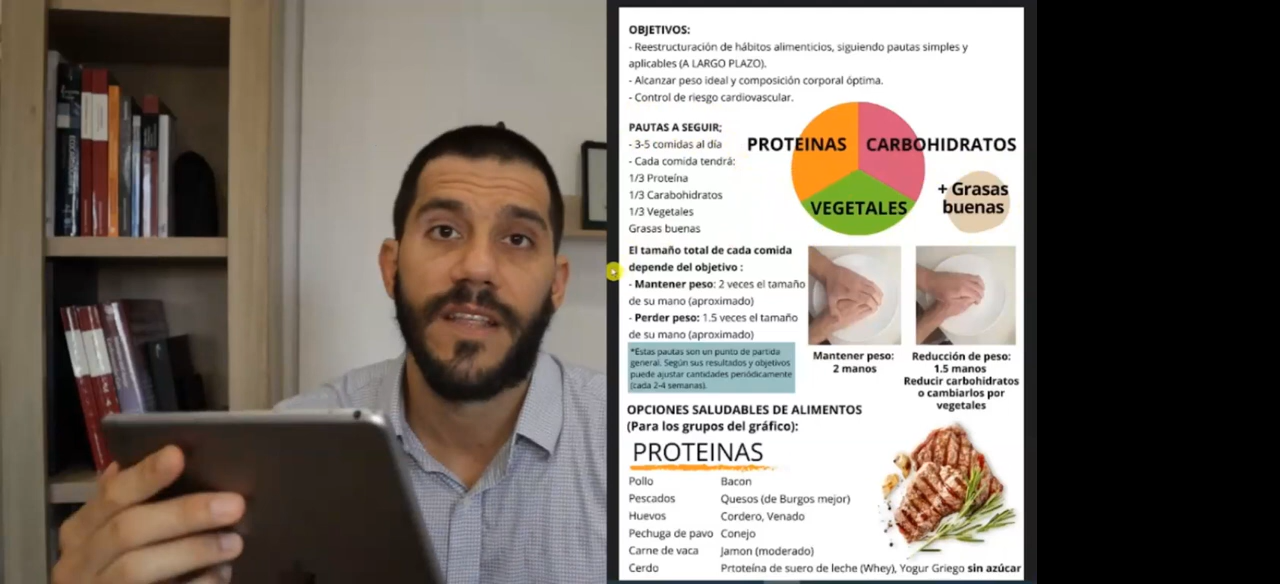 OBJETIVOS:
- Reestructuración de hábitos alimenticios, siguiendo pautas simples y
aplicables (A LARGO PLAZO).
- Alcanzar peso ideal y composición corporal óptima.
- Control de riesgo cardiovascular.
PAUTAS A SEGUIR;
- 3-5 comidas al día
- Cada comida tendrá:
1/3 Proteína
1/3 Carabohidratos
1/3 Vegetales
Grasas buenas
PROTEINAS
CARBOHIDRATOS
VEGETALES
+ Grasas
buenas
El tamaño total de cada comida
depende del objetivo :
- Mantener peso: 2 veces el tamaño
de su mano (aproximado)
- Perder peso: 1.5 veces el tamaño
de su mano (aproximado)
*Estas pautas son un punto de partida
general. Según sus resultados y objetivos
puede ajustar cantidades periódicamente
(cada 2-4 semanas).
Mantener peso:
2 manos
Reducción de peso:
1.5 manos
Reducir carbohidratos
o cambiarlos por
vegetales
OPCIONES SALUDABLES DE ALIMENTOS
(Para los grupos del gráfico):
PROTEINAS
Pollo
Pescados
Huevos
Pechuga de pavo
Carne de vaca
Cerdo
Bacon
Quesos (de Burgos mejor)
Cordero, Venado
Conejo
Jamon (moderado)
Prtoteína de suero de leche (Whey), Yogur Griego sin azúcar